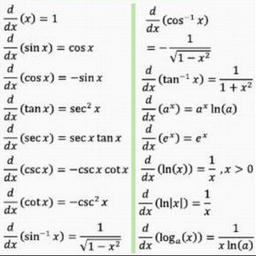 d/dx (x) = 1
d/dx (sin x) = cos x
d/dx (cos x) = −sin x
d/dx (tan x) = sec² x
d/dx (sec x) = sec x tan x
d/dx (csc x) = −csc x cot x
d/dx (cot x) = −csc² x
d/dx (sin⁻¹ x) = 1/√(1 − x²)
d/dx (cos⁻¹ x)
= − 1/√(1 − x²)
d/dx (tan⁻¹ x) = 1/(1 + x²)
d/dx (aˣ) = aˣ ln(a)
d/dx (eˣ) = eˣ
d/dx (ln(x)) = 1/x , x > 0
d/dx (ln|x|) = 1/x
d/dx (logₐ(x)) = 1/(x ln(a))